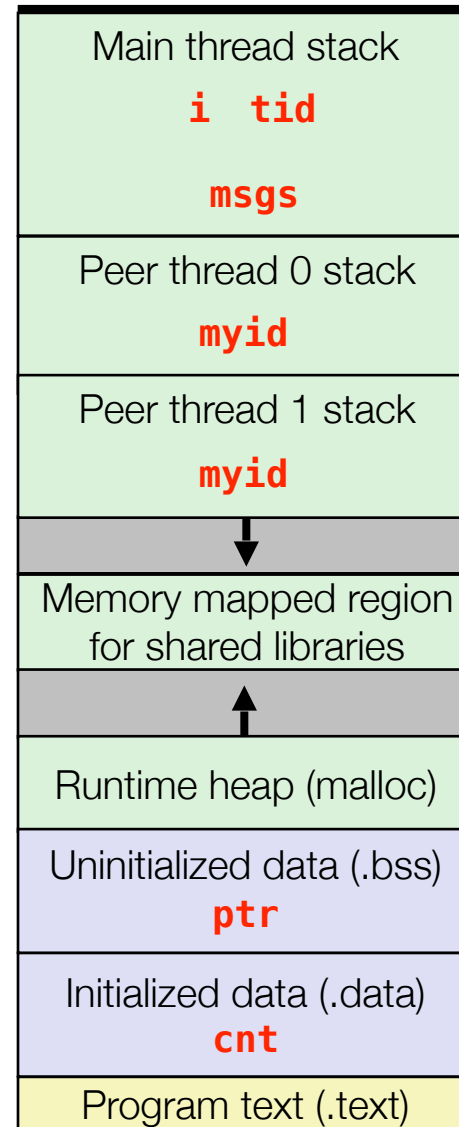 Main thread stack
i tid
msgs
Peer thread 0 stack
myid
Peer thread 1 stack
myid
Memory mapped region
for shared libraries
Runtime heap (malloc)
Uninitialized data (.bss)
ptr
Initialized data (.data)
cnt
Program text (.text)